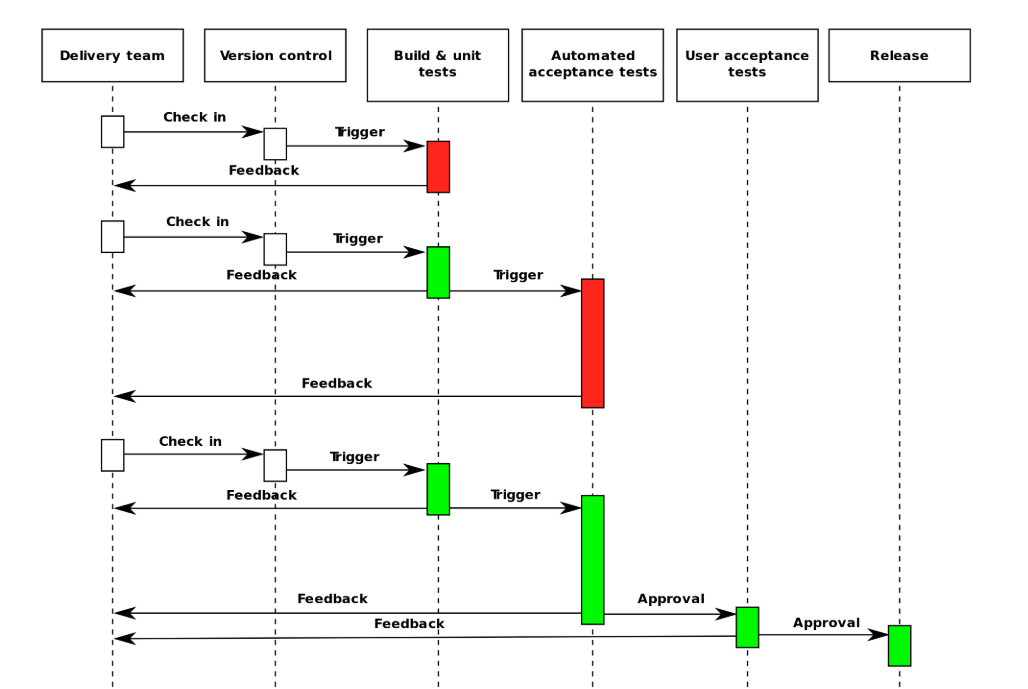 Delivery team
Version control
Build & unit
tests
Automated
acceptance tests
User acceptance
tests
Release
Check in
Trigger
Feedback
Check in
Trigger
Feedback
Trigger
Feedback
Check in
Trigger
Feedback
Trigger
Feedback
Approval
Feedback
Approval